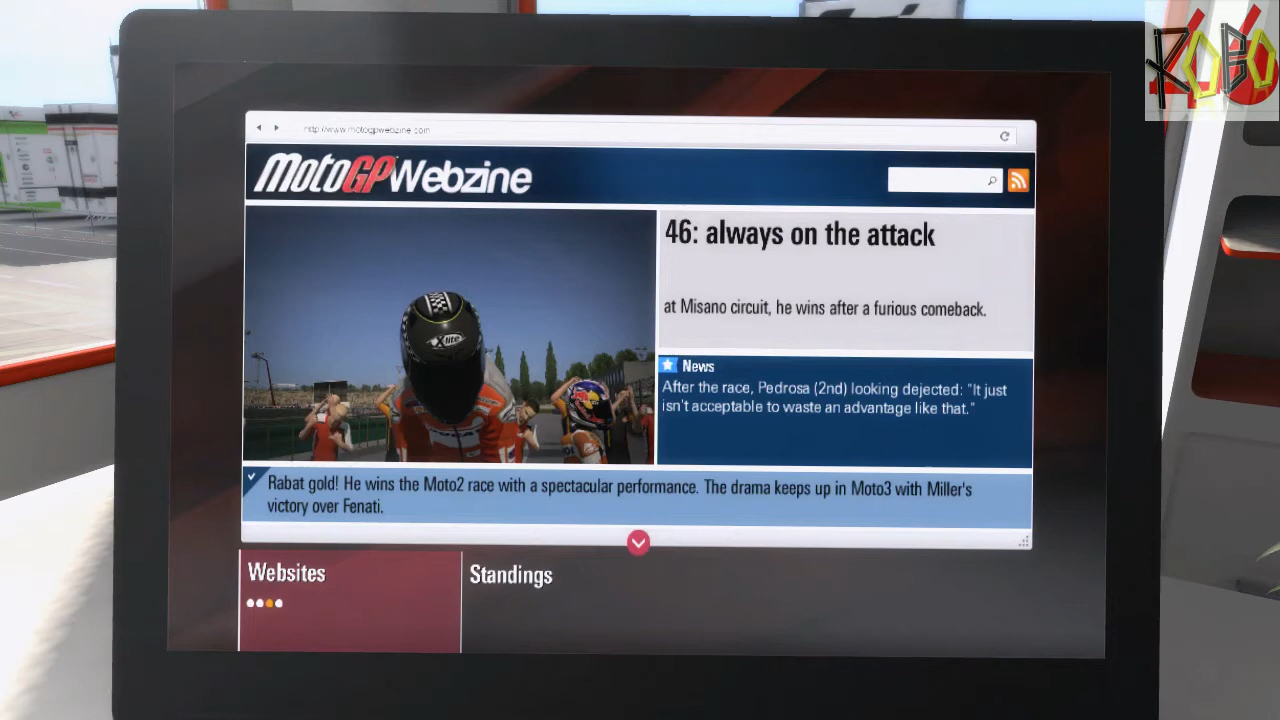 KOBO
http://www.motogpwebzine.com
MotoGP Webzine
46: always on the attack
at Misano circuit, he wins after a furious comeback.
News
After the race, Pedrosa (2nd) looking dejected: "It just
isn't acceptable to waste an advantage like that."
Xlite
Rabat gold! He wins the Moto2 race with a spectacular performance. The drama keeps up in Moto3 with Miller's
victory over Fenati.
Websites
Standings